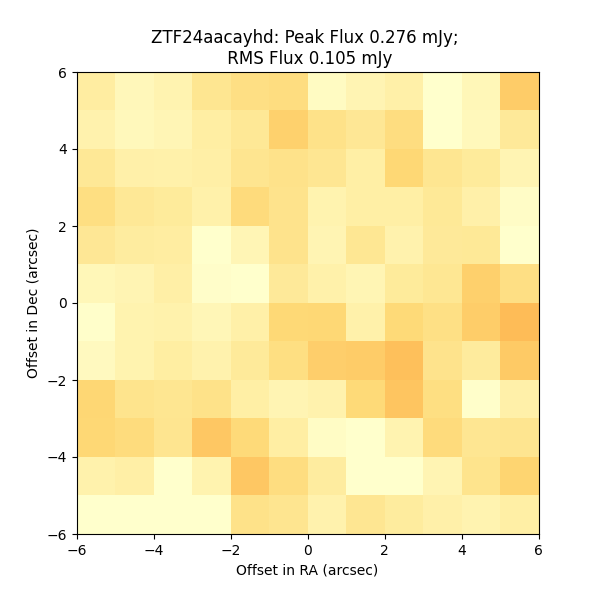 ZTF24aacayhd: Peak Flux 0.276 mJy;
RMS Flux 0.105 mJy
6
4
2
0
−2
−4
−6
Offset in Dec (arcsec)
−6 −4 −2 0 2 4 6
Offset in RA (arcsec)